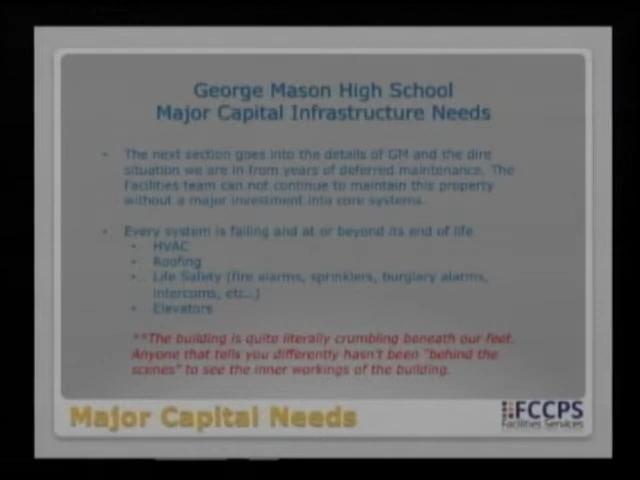 George Mason High School
Major Capital Infrastructure Needs
• The next section goes into the details of GM and the dire
situation we are in from years of deferred maintenance. The
Facilities team can not continue to maintain this property
without a major investment into core systems.
• Every system is failing and at or beyond its end of life
• HVAC
• Roofing
• Life Safety (fire alarms, sprinklers, burglary alarms,
intercoms, etc…)
• Elevators
**The building is quite literally crumbling beneath our feet.
Anyone that tells you differently hasn't been "behind the
scenes" to see the inner workings of the building.
Major Capital Needs
FCCPS
Facilities Services